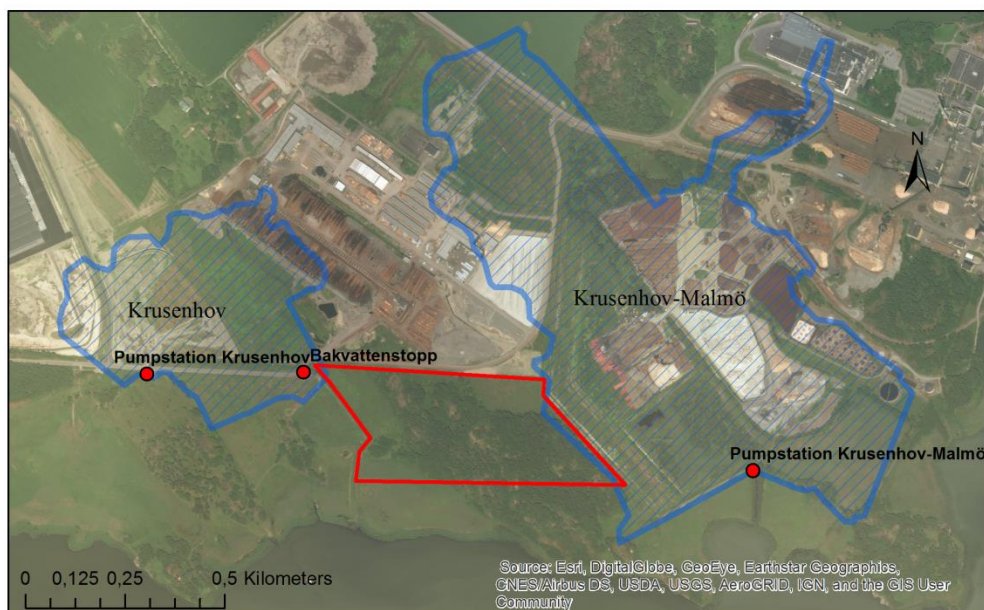 N
Krusenhov
Krusenhov-Malmö
Pumpstation Krusenhov
Bakvattenstopp
Pumpstation Krusenhov-Malmö
0 0,125 0,25 0,5 Kilometers
Source: Esri, DigitalGlobe, GeoEye, Earthstar Geographics,
CNES/Airbus DS, USDA, USGS, AeroGRID, IGN, and the GIS User
Community